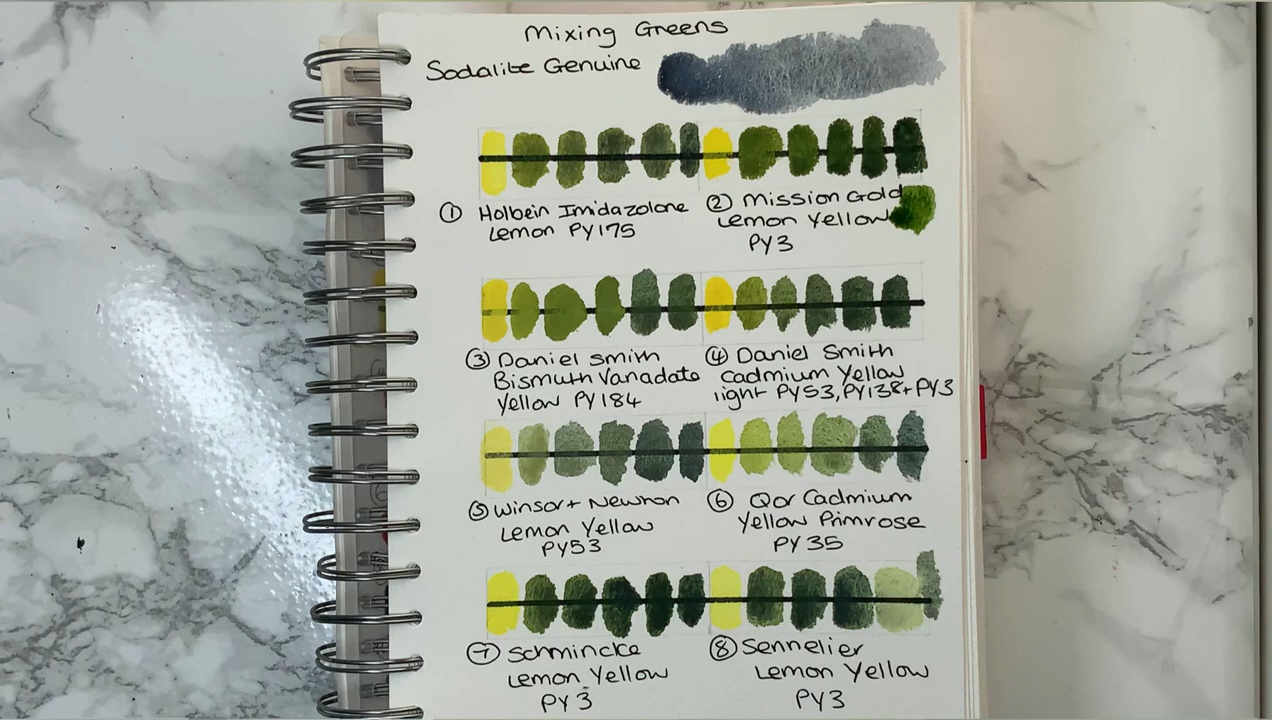 Mixing Greens
Sodalite Genuine
① Holbein Imidazolone
Lemon PY175
② Mission Gold
Lemon Yellow
PY3
③ Daniel Smith
Bismuth Vanadate
Yellow PY184
④ Daniel Smith
Cadmium Yellow
light PY53, PY138+PY3
⑤ Winsor + Newton
Lemon Yellow
PY53
⑥ Qor Cadmium
Yellow Primrose
PY35
⑦ Schmincke
Lemon Yellow
PY3
⑧ Sennelier
Lemon Yellow
PY3